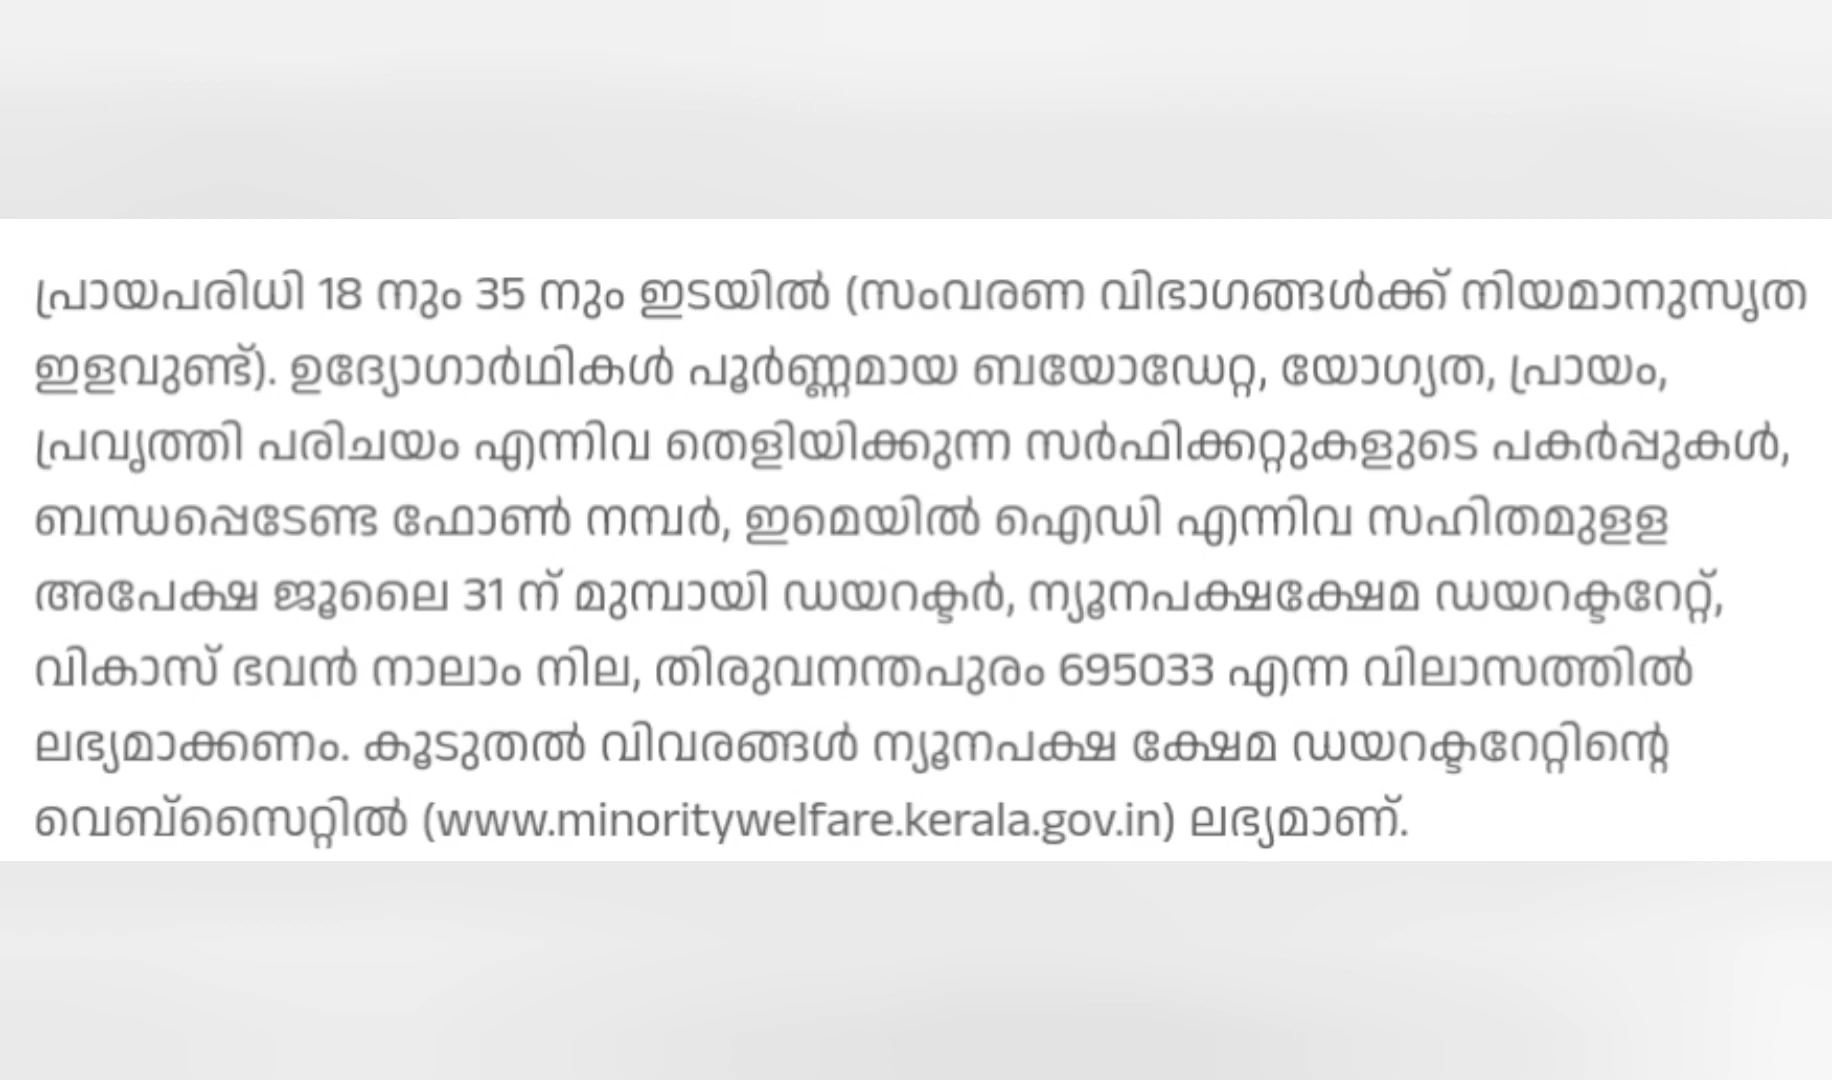 പ്രായപരിധി 18 നും 35 നും ഇടയിൽ (സംവരണ വിഭാഗങ്ങൾക്ക് നിയമാനുസൃത
ഇളവുണ്ട്). ഉദ്യോഗാർഥികൾ പൂർണ്ണമായ ബയോഡേറ്റ, യോഗ്യത, പ്രായം,
പ്രവൃത്തി പരിചയം എന്നിവ തെളിയിക്കുന്ന സർഫിക്കറ്റുകളുടെ പകർപ്പുകൾ,
ബന്ധപ്പെടേണ്ട ഫോൺ നമ്പർ, ഇമെയിൽ ഐഡി എന്നിവ സഹിതമുളള
അപേക്ഷ ജൂലൈ 31 ന് മുമ്പായി ഡയറക്ടർ, ന്യൂനപക്ഷക്ഷേമ ഡയറക്ടറേറ്റ്,
വികാസ് ഭവൻ നാലാം നില, തിരുവനന്തപുരം 695033 എന്ന വിലാസത്തിൽ
ലഭ്യമാക്കണം. കൂടുതൽ വിവരങ്ങൾ ന്യൂനപക്ഷ ക്ഷേമ ഡയറക്ടറേറ്റിന്റെ
വെബ്സൈറ്റിൽ (www.minoritywelfare.kerala.gov.in) ലഭ്യമാണ്.